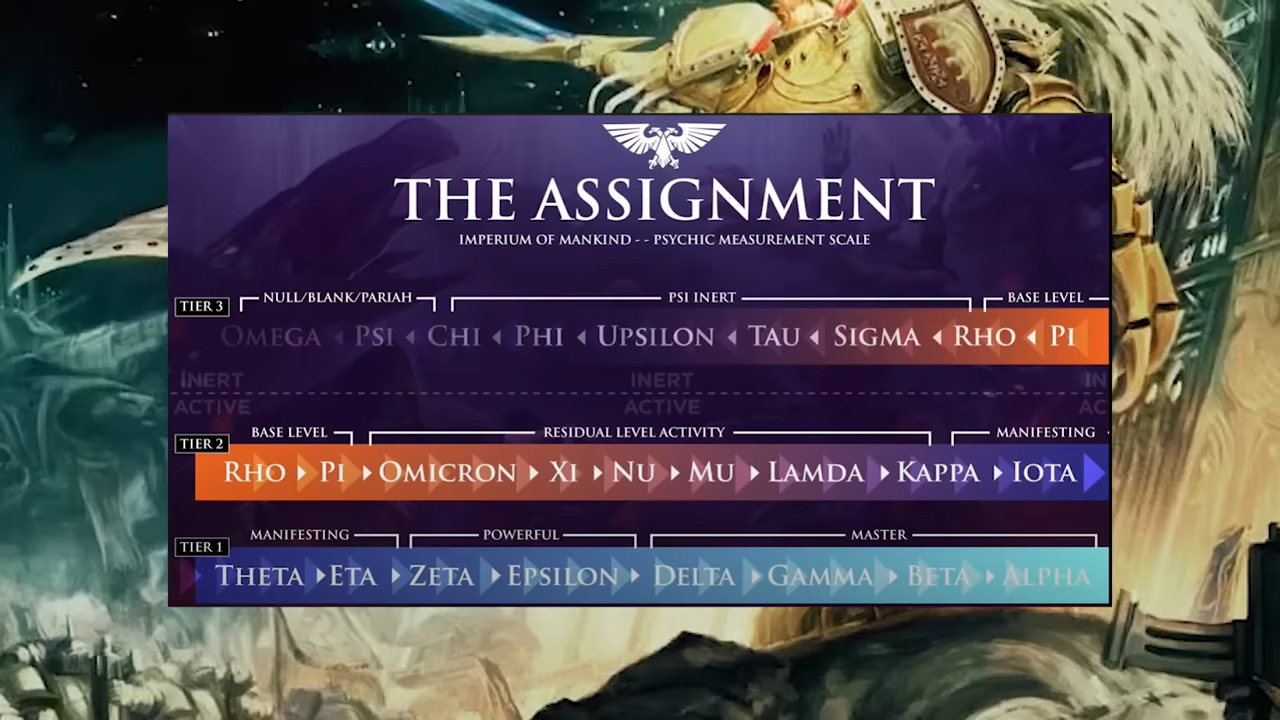 THE ASSIGNMENT
IMPERIUM OF MANKIND - - PSYCHIC MEASUREMENT SCALE
TIER 3 NULL/BLANK/PARIAH PSI INERT BASE LEVEL
OMEGA PSI CHI PHI UPSILON TAU SIGMA RHO PI
INERT INERT IN
ACTIVE ACTIVE AC
TIER 2 BASE LEVEL RESIDUAL LEVEL ACTIVITY MANIFESTING
RHO PI OMICRON XI NU MU LAMDA KAPPA IOTA
TIER 1 MANIFESTING POWERFUL MASTER
THETA ETA ZETA EPSILON DELTA GAMMA BETA ALPHA